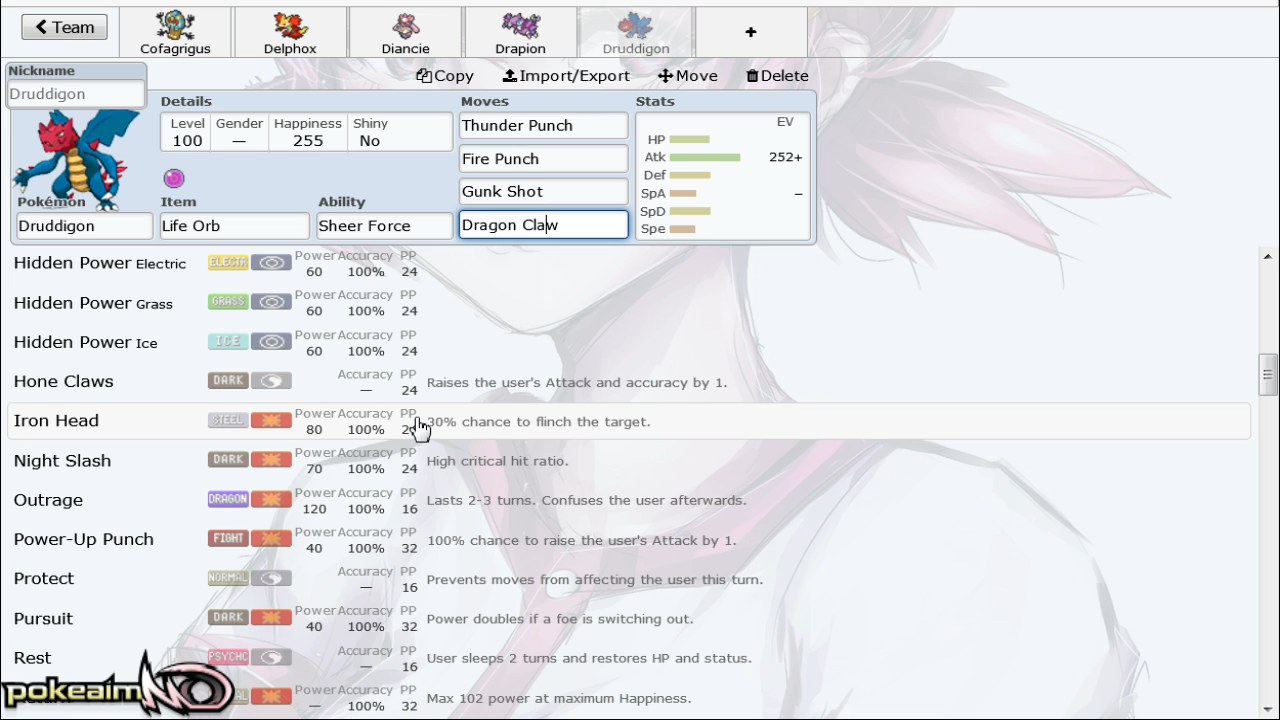 Team
Cofagrigus
Delphox
Diancie
Drapion
Druddigon
+
Nickname
Druddigon
Copy
Import/Export
Move
Delete
Details
Moves
Stats
Level Gender Happiness Shiny
100 — 255 No
Thunder Punch
Fire Punch
Gunk Shot
Dragon Claw
EV
HP
Atk 252+
Def
SpA –
SpD
Spe
Pokémon Item Ability
Druddigon Life Orb Sheer Force
Hidden Power Electric ELECTR Power 60 Accuracy 100% PP 24
Hidden Power Grass GRASS Power 60 Accuracy 100% PP 24
Hidden Power Ice ICE Power 60 Accuracy 100% PP 24
Hone Claws DARK Accuracy — PP 24 Raises the user's Attack and accuracy by 1.
Iron Head STEEL Power 80 Accuracy 100% PP 30% chance to flinch the target.
Night Slash DARK Power 70 Accuracy 100% PP 24 High critical hit ratio.
Outrage DRAGON Power 120 Accuracy 100% PP 16 Lasts 2-3 turns. Confuses the user afterwards.
Power-Up Punch FIGHT Power 40 Accuracy 100% PP 32 100% chance to raise the user's Attack by 1.
Protect NORMAL Accuracy — PP 16 Prevents moves from affecting the user this turn.
Pursuit DARK Power 40 Accuracy 100% PP 32 Power doubles if a foe is switching out.
Rest PSYCHC Accuracy — PP 16 User sleeps 2 turns and restores HP and status.
Power — Accuracy 100% PP 32 Max 102 power at maximum Happiness.
pokeaimMD